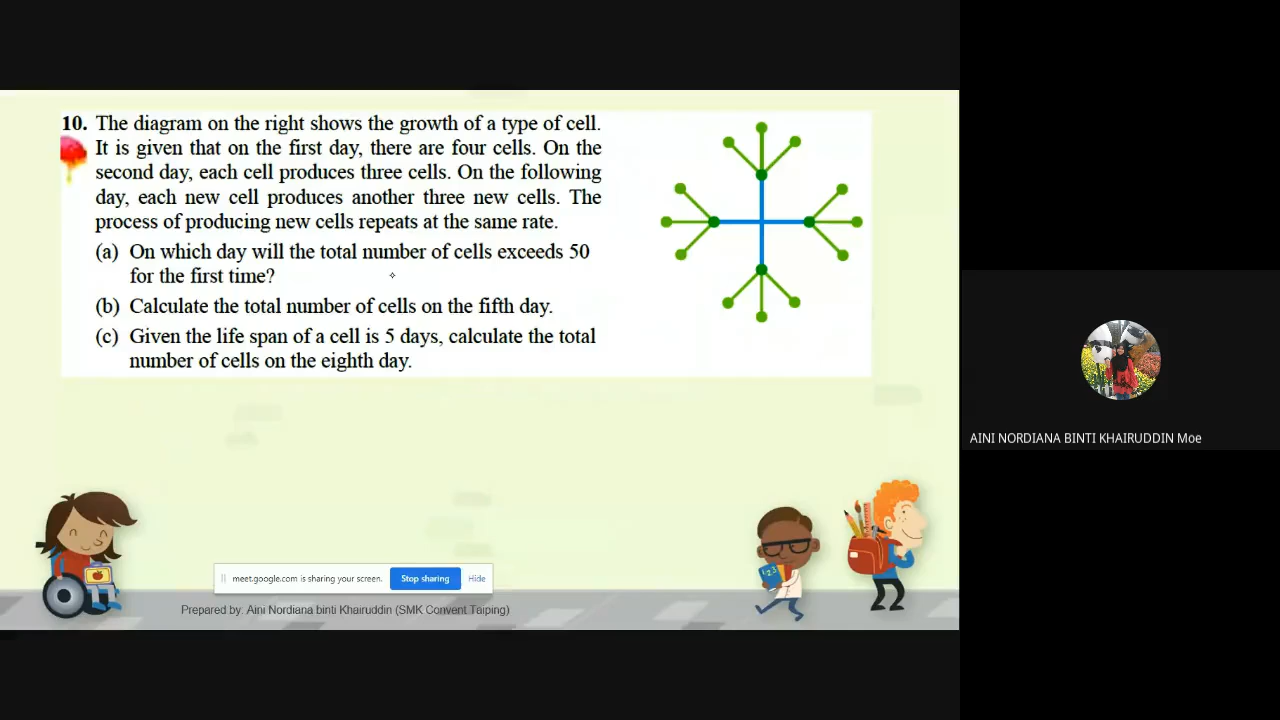 10. The diagram on the right shows the growth of a type of cell.
It is given that on the first day, there are four cells. On the
second day, each cell produces three cells. On the following
day, each new cell produces another three new cells. The
process of producing new cells repeats at the same rate.
(a) On which day will the total number of cells exceeds 50
for the first time?
(b) Calculate the total number of cells on the fifth day.
(c) Given the life span of a cell is 5 days, calculate the total
number of cells on the eighth day.
AINI NORDIANA BINTI KHAIRUDDIN Moe
1 2 3
meet.google.com is sharing your screen.
Stop sharing
Hide
Prepared by: Aini Nordiana binti Khairuddin (SMK Convent Taiping)